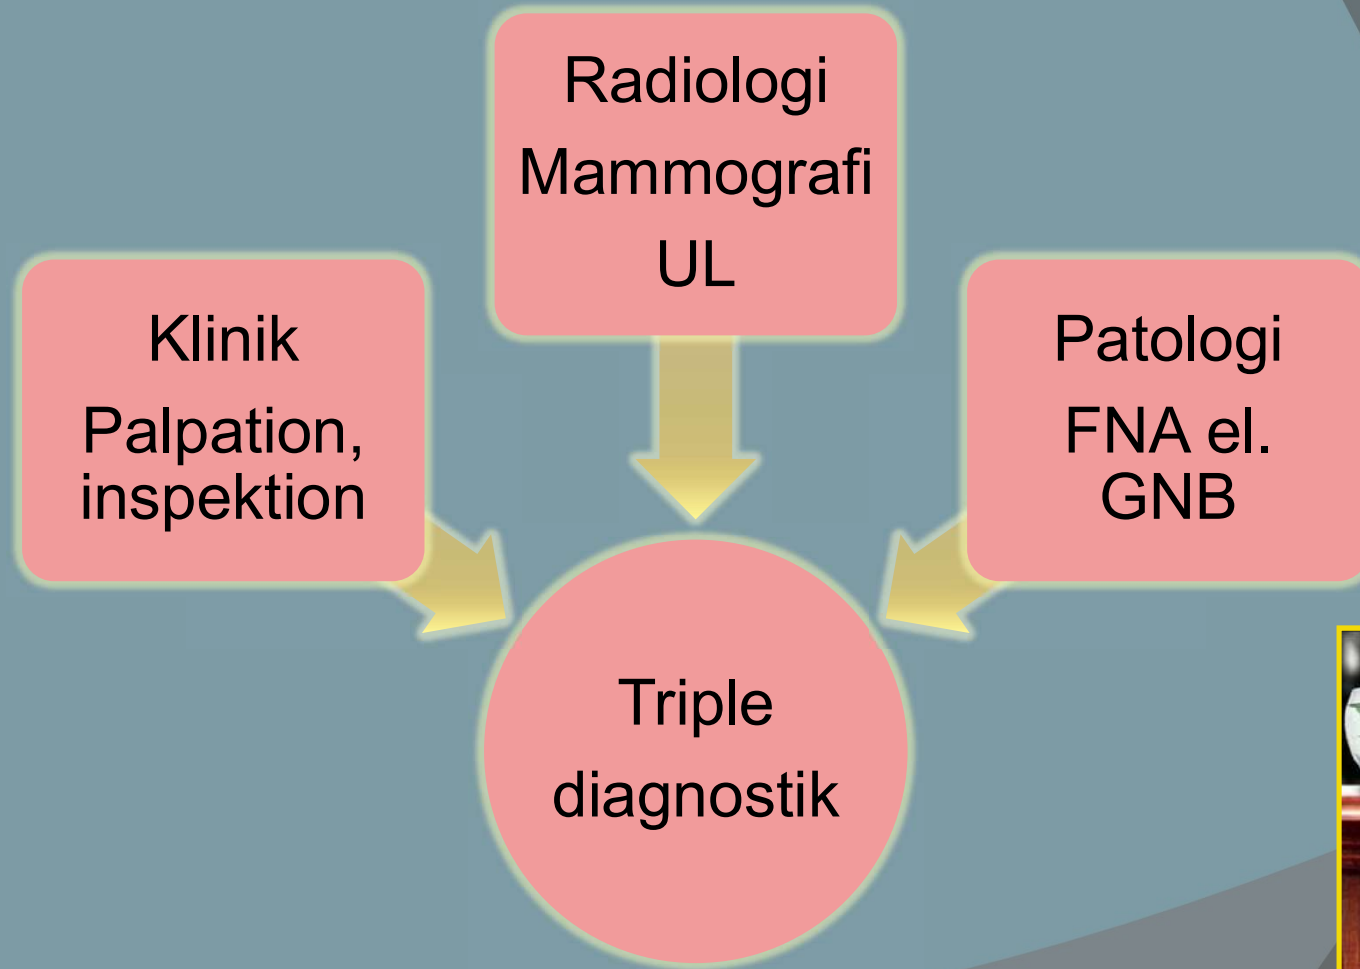 Radiologi
Mammografi
UL
Klinik
Palpation,
inspektion
Patologi
FNA el.
GNB
Triple
diagnostik